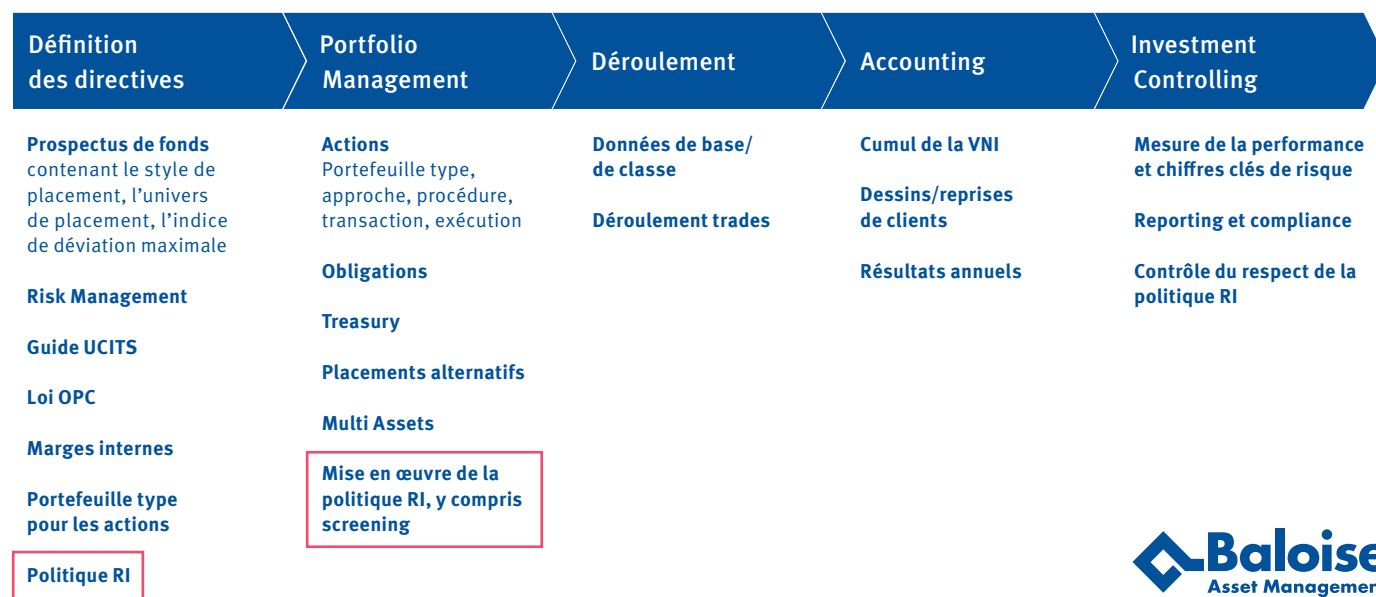 Définition
des directives
Portfolio
Management
Déroulement
Accounting
Investment
Controlling
Prospectus de fonds
contenant le style de
placement, l’univers
de placement, l’indice
de déviation maximale
Risk Management
Guide UCITS
Loi OPC
Marges internes
Portefeuille type
pour les actions
Politique RI
Actions
Portefeuille type,
approche, procédure,
transaction, exécution
Obligations
Treasury
Placements alternatifs
Multi Assets
Mise en œuvre de la
politique RI, y compris
screening
Données de base/
de classe
Déroulement trades
Cumul de la VNI
Dessins/reprises
de clients
Résultats annuels
Mesure de la performance
et chiffres clés de risque
Reporting et compliance
Contrôle du respect de la
politique RI
Baloise
Asset Managemen